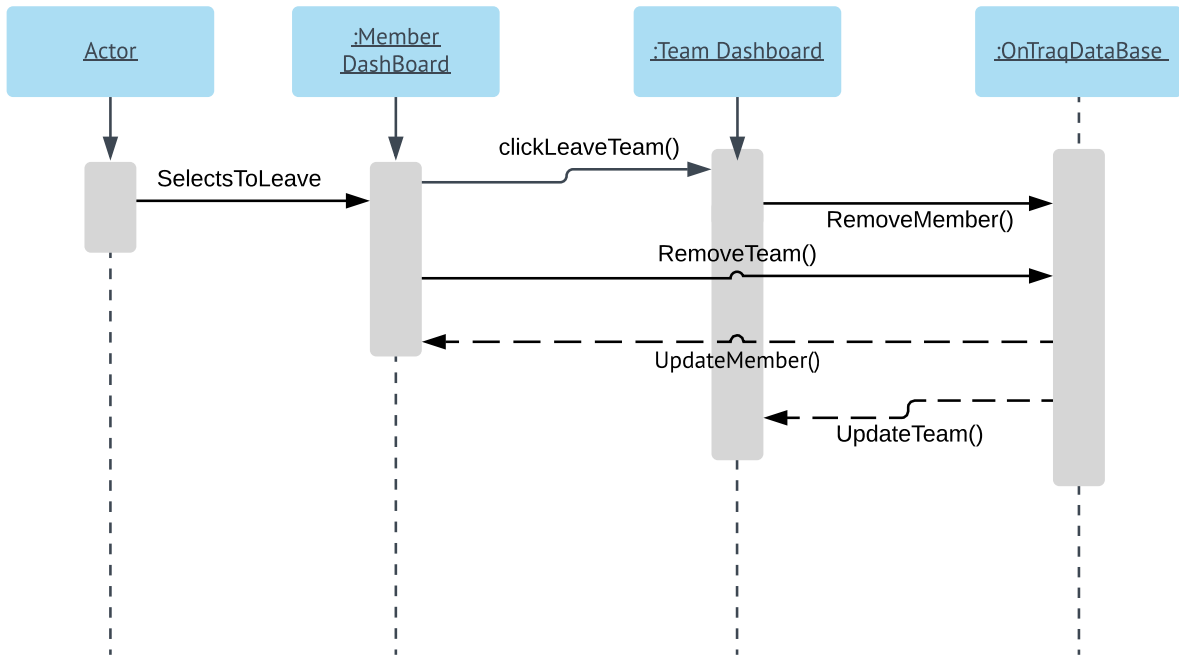 Actor
:Member
DashBoard
:Team Dashboard
:OnTraqDataBase
clickLeaveTeam()
SelectsToLeave
RemoveMember()
RemoveTeam()
UpdateMember()
UpdateTeam()